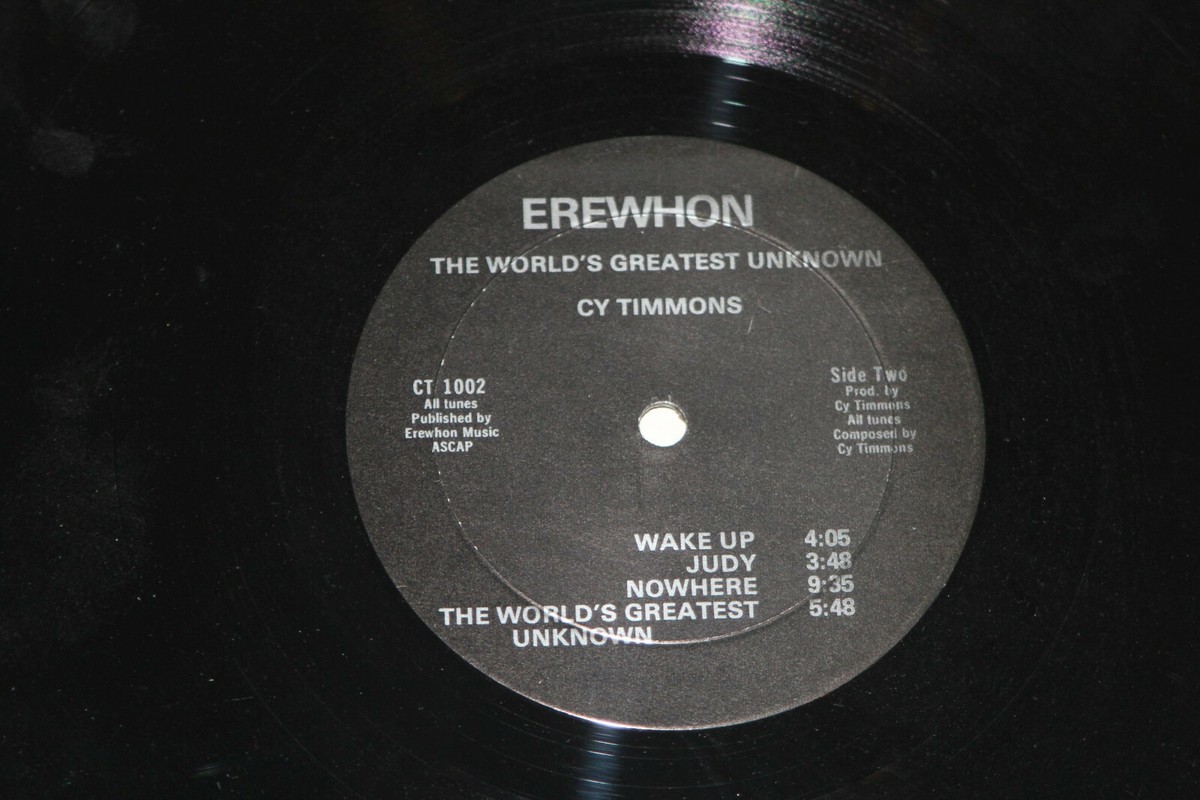 EREWHON
THE WORLD'S GREATEST UNKNOWN
CY TIMMONS
CT 1002
All tunes
Published by
Erewhon Music
ASCAP
Side Two
Prod. by
Cy Timmons
All tunes
Composed by
Cy Timmons
WAKE UP 4:05
JUDY 3:48
NOWHERE 9:35
THE WORLD'S GREATEST 5:48
UNKNOWN